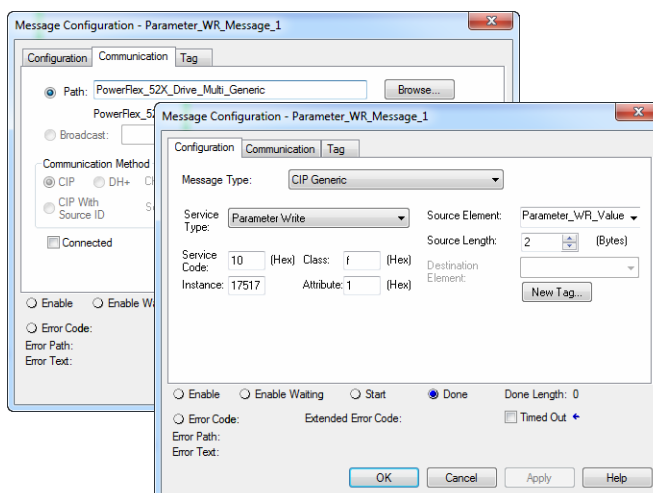 Message Configuration - Parameter_WR_Message_1
Configuration Communication Tag
Path: PowerFlex_52X_Drive_Multi_Generic Browse...
Broadcast:
Communication Method
CIP DH+
CIP With
Source ID
Connected
Enable Enable
Error Code:
Error Path:
Error Text:
Message Configuration - Parameter_WR_Message_1
Configuration Communication Tag
Message Type: CIP Generic
Service
Type: Parameter Write Source Element: Parameter_WR_Value
Source Length: 2 (Bytes)
Service
Code: 10 (Hex) Class: f (Hex) Destination
Element:
Instance: 17517 Attribute: 1 (Hex) New Tag...
Enable Enable Waiting Start Done Done Length: 0
Error Code: Extended Error Code: Timed Out
Error Path:
Error Text:
OK Cancel Apply Help